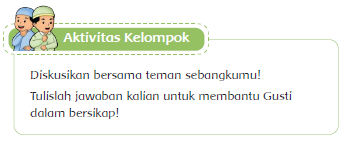 Aktivitas Kelompok
Diskusikan bersama teman sebangkumu!
Tulislah jawaban kalian untuk membantu Gusti
dalam bersikap!